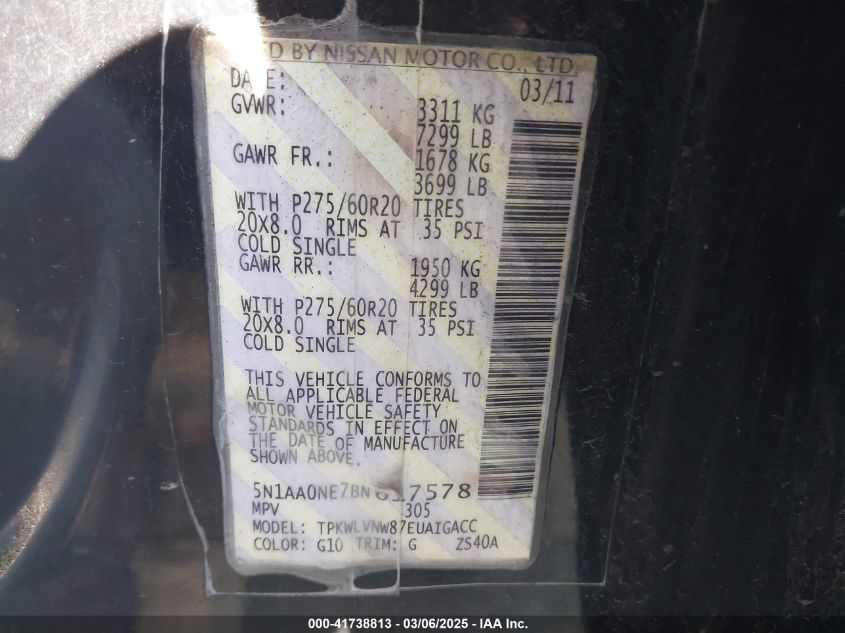 D BY NISSAN MOTOR CO., LTD.
DATE: 03/11
GVWR: 3311 KG
7299 LB
GAWR FR.: 1678 KG
3699 LB
WITH P275/60R20 TIRES
20X8.0 RIMS AT 35 PSI
COLD SINGLE
GAWR RR.: 1950 KG
4299 LB
WITH P275/60R20 TIRES
20X8.0 RIMS AT 35 PSI
COLD SINGLE
THIS VEHICLE CONFORMS TO
ALL APPLICABLE FEDERAL
MOTOR VEHICLE SAFETY
STANDARDS IN EFFECT ON
THE DATE OF MANUFACTURE
SHOWN ABOVE.
5N1AA0NE7BN 7578
MPV 305
MODEL: TPKWLVNW87EUAIGACC
COLOR: G10 TRIM: G ZS40A
000-41738813 - 03/06/2025 - IAA Inc.